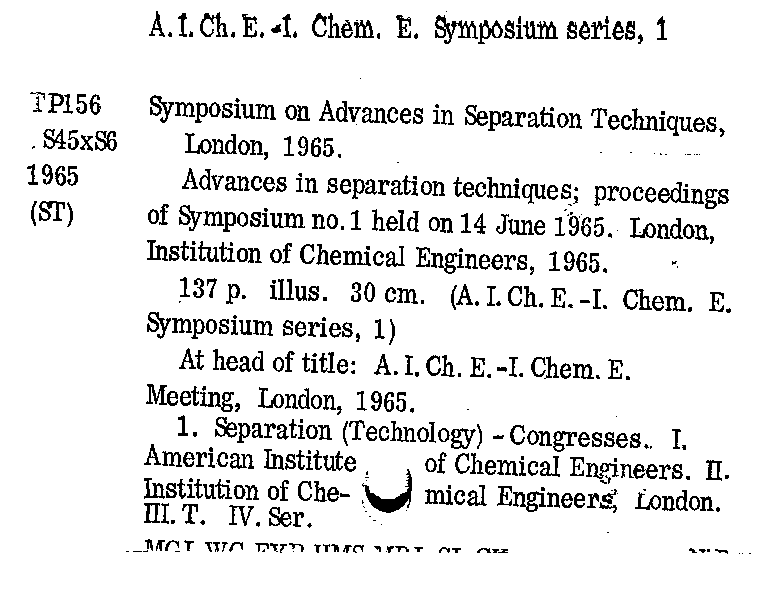 A.I.Ch.E.-I. Chem. E. Symposium series, 1
TP156 Symposium on Advances in Separation Techniques,
.S45xS6 London, 1965.
1965 Advances in separation techniques; proceedings
(ST) of Symposium no.1 held on 14 June 1965. London,
Institution of Chemical Engineers, 1965.
137 p. illus. 30 cm. (A.I.Ch.E.-I. Chem. E.
Symposium series, 1)
At head of title: A.I.Ch.E.-I.Chem.E.
Meeting, London, 1965.
1. Separation (Technology) - Congresses. I.
American Institute of Chemical Engineers. II.
Institution of Che- mical Engineers, London.
III. T. IV. Ser.